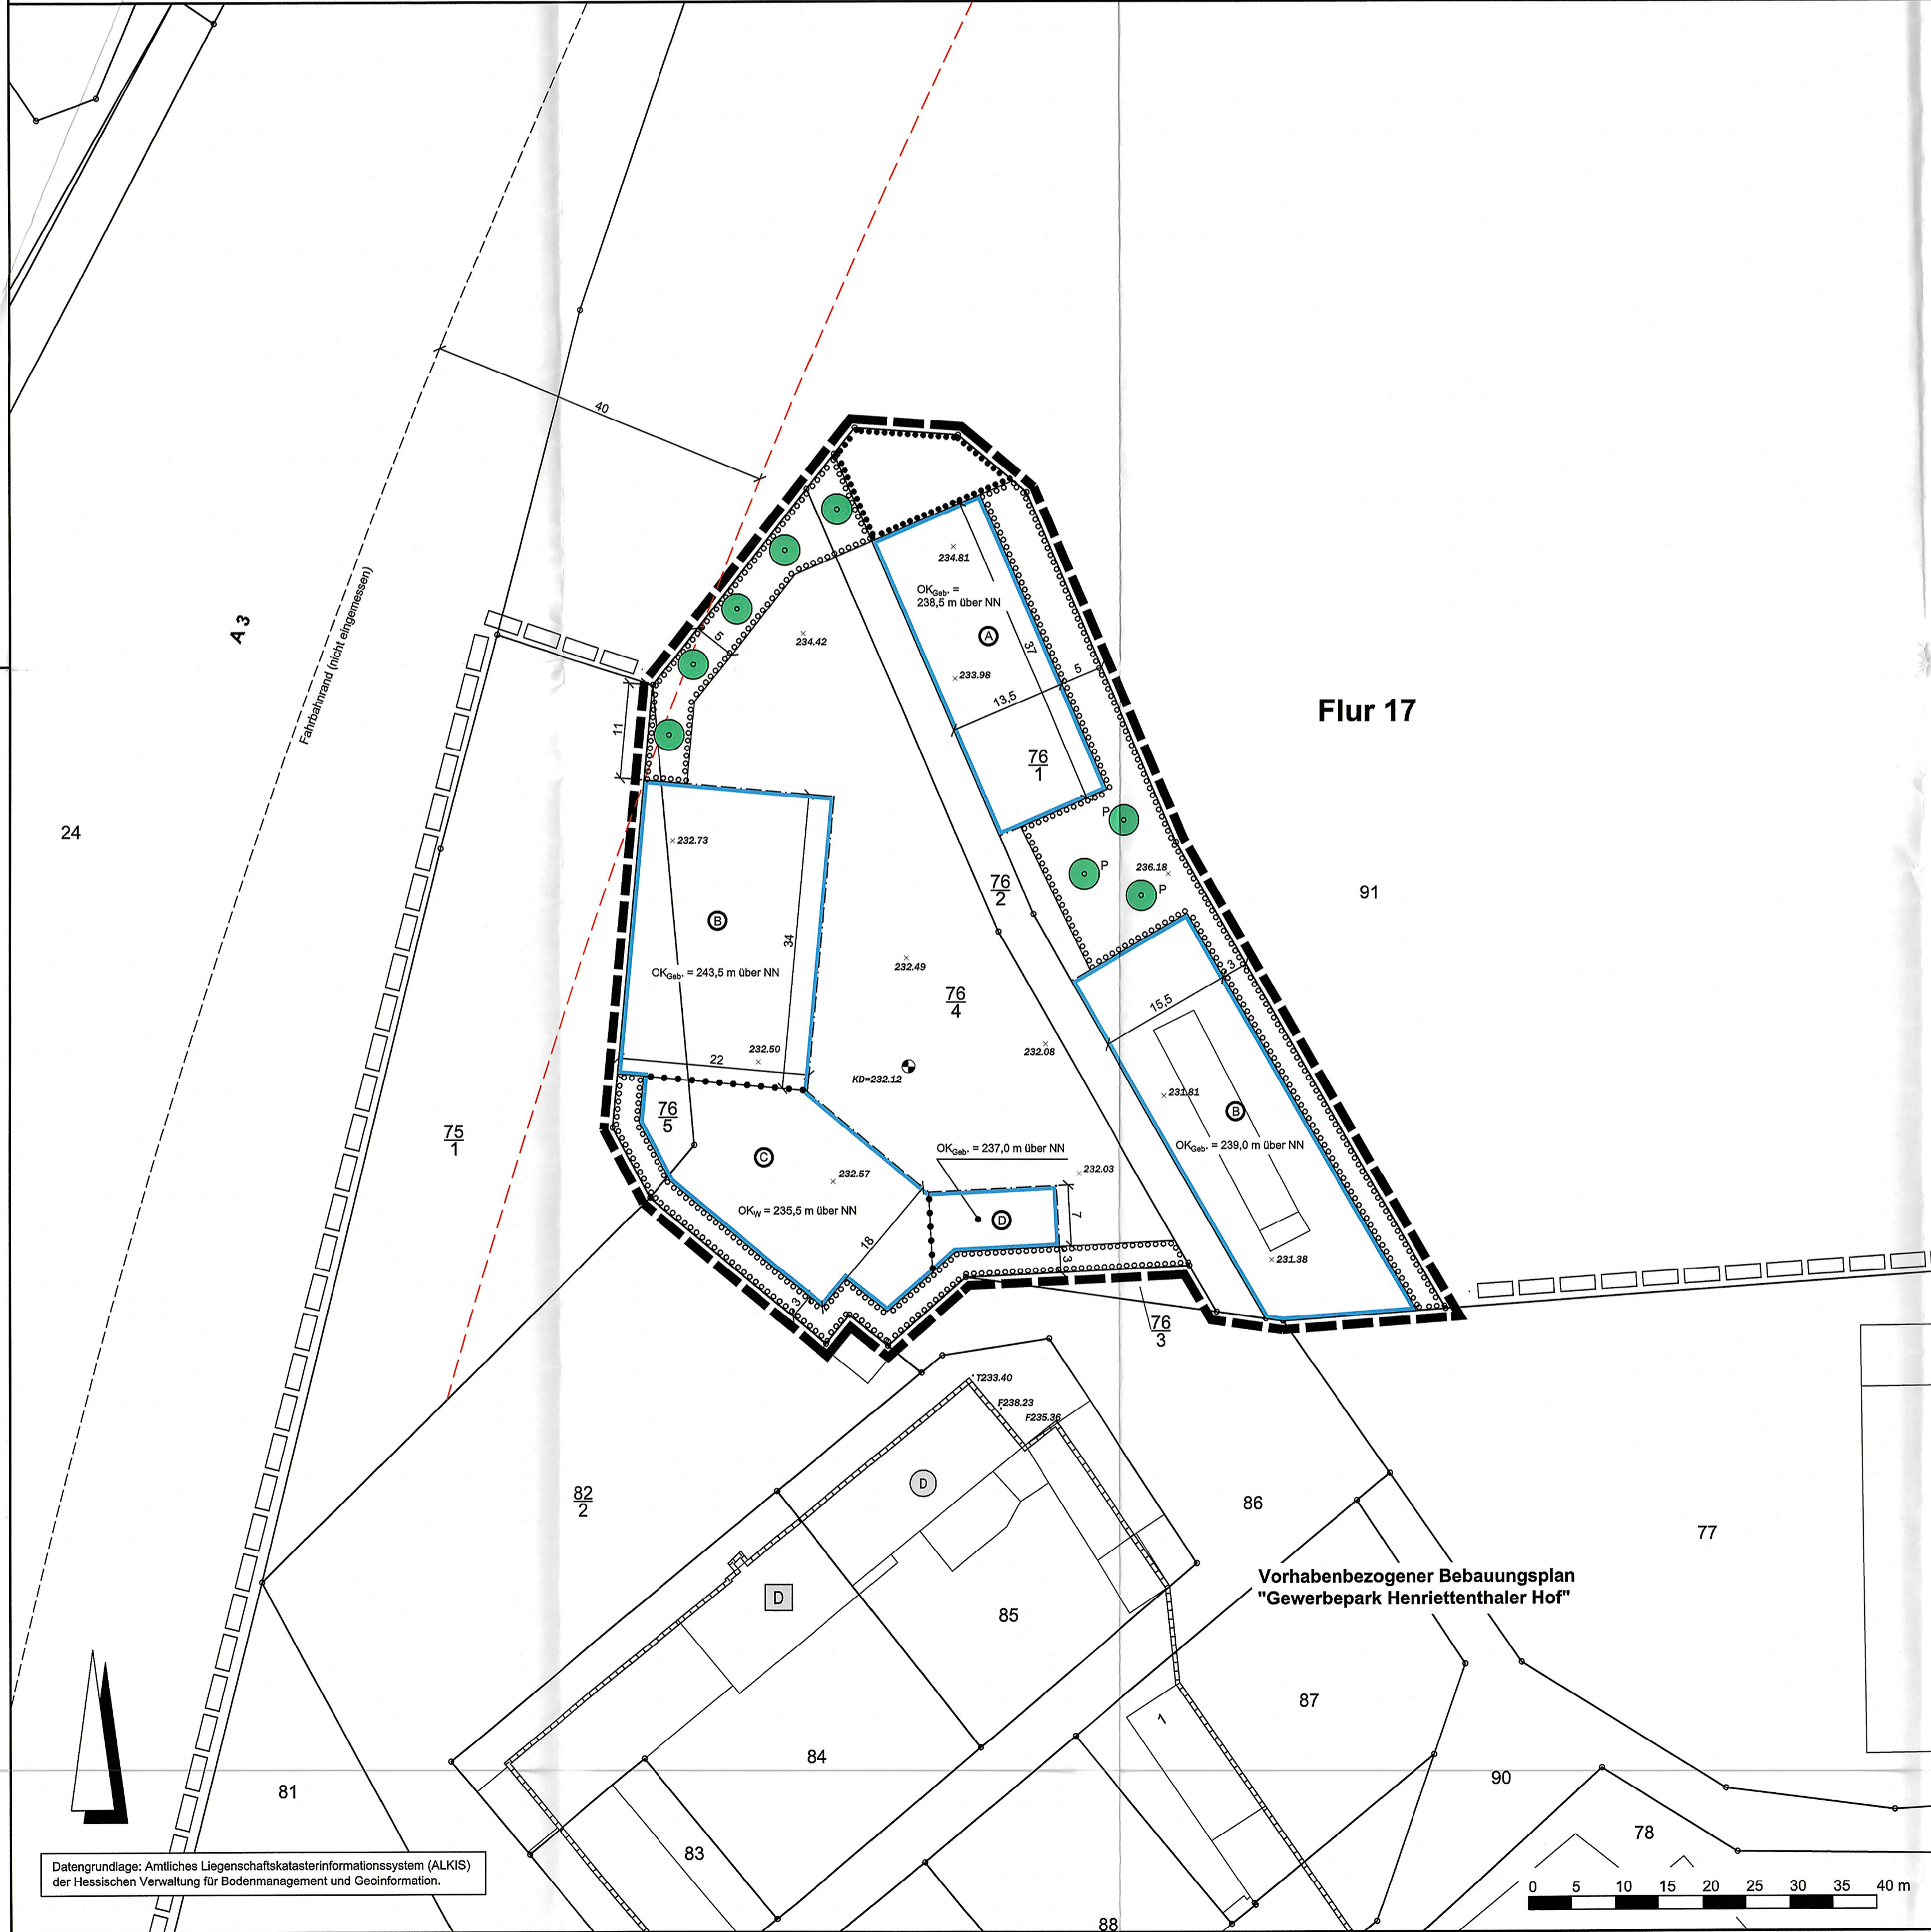 40
A 3
Fahrbahnrand (nicht eingemessen)
234.81
OKGeb. =
238,5 m über NN
A
37
5
234.42
5
233.98
13,5
Flur 17
11
76
1
P
24
232.73
P
236.18
P
76
2
91
B
34
OKGeb. = 243,5 m über NN
232.49
3
76
4
15,5
232.50
22
232.08
KD=232.12
231.81
76
5
B
75
1
OKGeb. = 237,0 m über NN
OKGeb. = 239,0 m über NN
C
232.57
232.03
OKW = 235,5 m über NN
D
7
18
3
231.38
3
76
3
T233.40
F238.23
F235.36
D
82
2
86
77
Vorhabenbezogener Bebauungsplan
"Gewerbepark Henriettenthaler Hof"
D
85
87
1
84
90
81
78
83
Datengrundlage: Amtliches Liegenschaftskatasterinformationssystem (ALKIS)
der Hessischen Verwaltung für Bodenmanagement und Geoinformation.
0 5 10 15 20 25 30 35 40 m
88